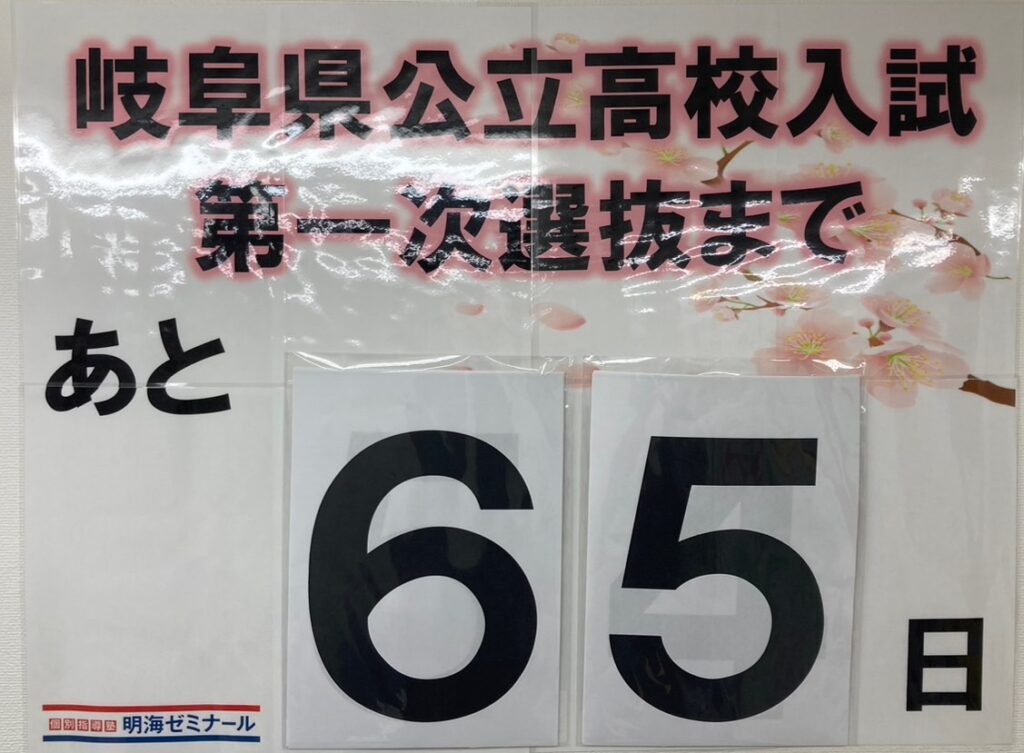 岐阜県公立高校入試
第一次選抜まで
あと
65
日
個別指導塾 明海ゼミナール